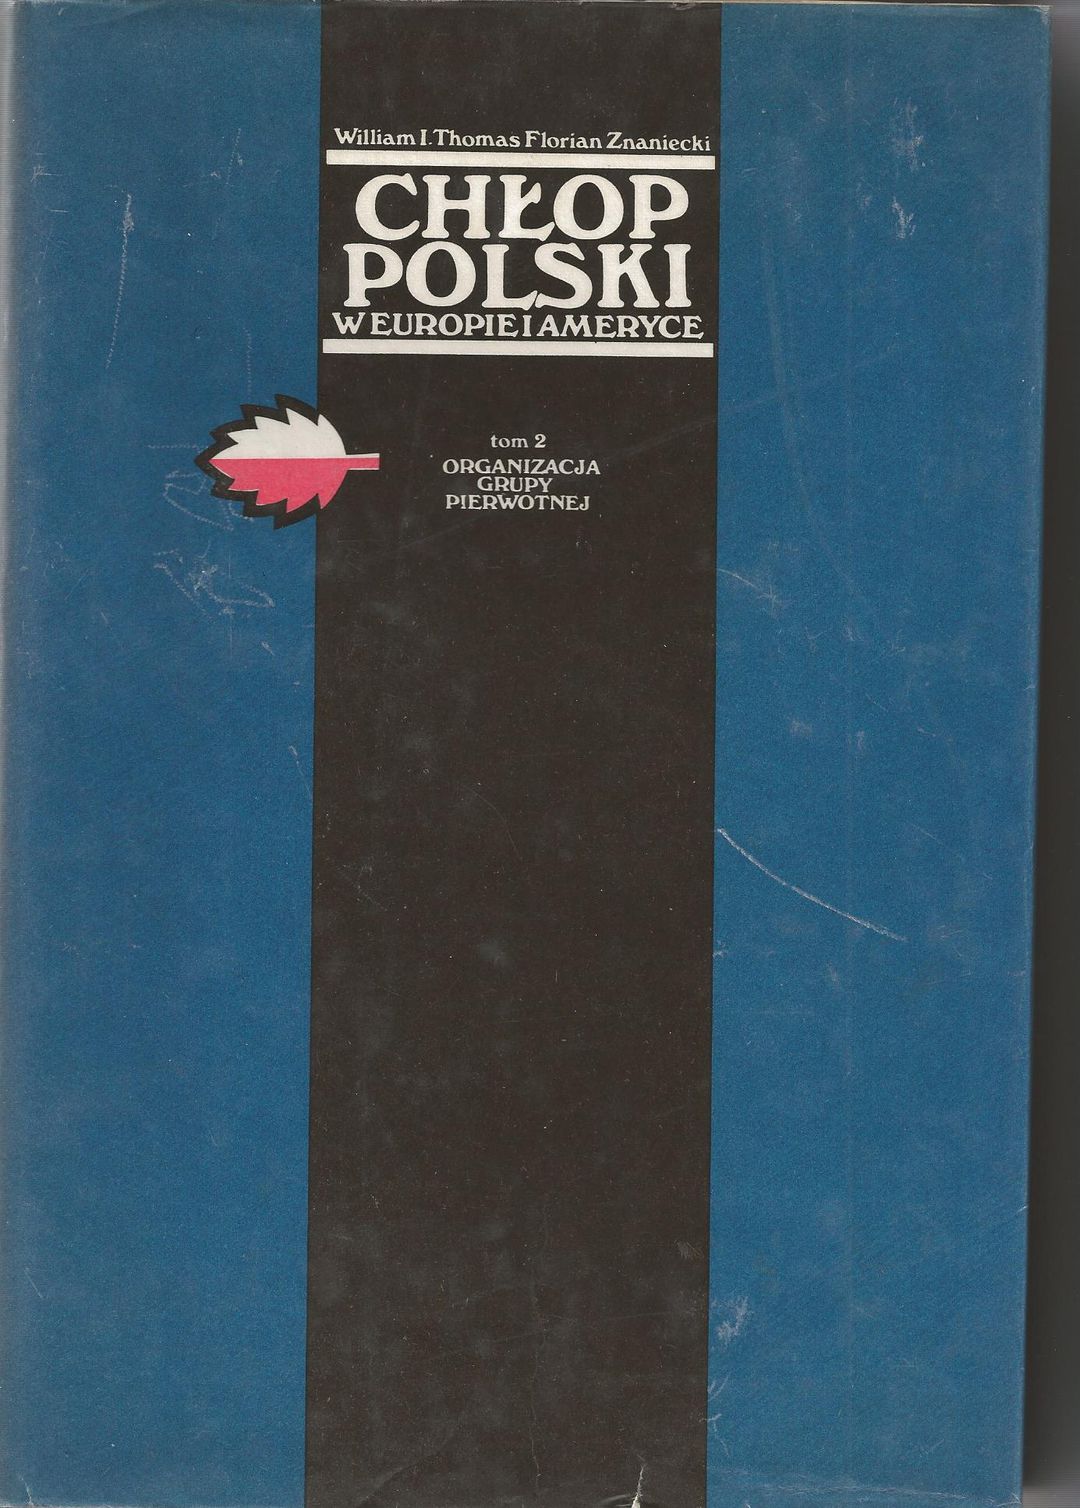 William I. Thomas Florian Znaniecki
CHŁOP
POLSKI
W EUROPIE I AMERYCE
tom 2
ORGANIZACJA
GRUPY
PIERWOTNEJ